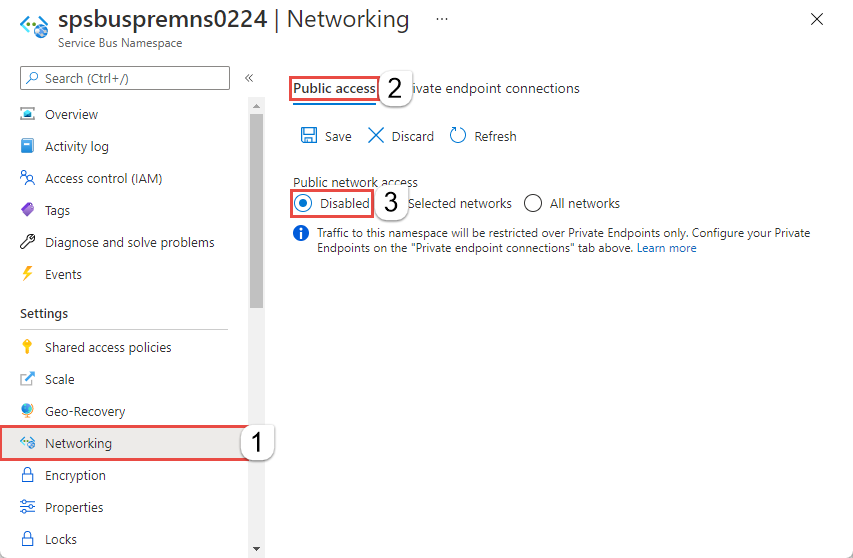 spsbuspremns0224 | Networking ...
Service Bus Namespace
Search (Ctrl+/)
Overview
Activity log
Access control (IAM)
Tags
Diagnose and solve problems
Events
Settings
Shared access policies
Scale
Geo-Recovery
Networking 1
Encryption
Properties
Locks
Public access 2 ivate endpoint connections
Save Discard Refresh
Public network access
Disabled 3 Selected networks All networks
Traffic to this namespace will be restricted over Private Endpoints only. Configure your Private
Endpoints on the "Private endpoint connections" tab above. Learn more